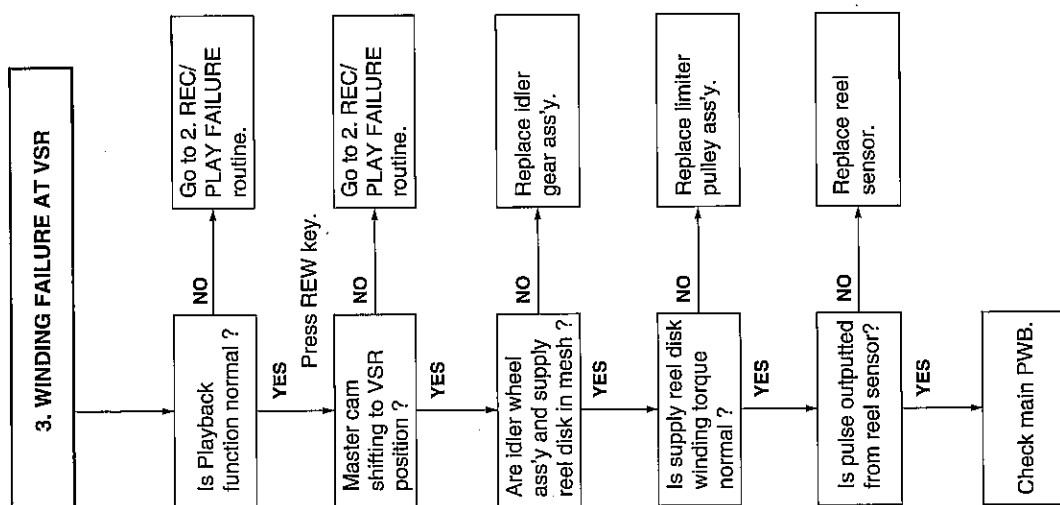 3. WINDING FAILURE AT VSR
Is Playback
function normal ?
NO
Go to 2. REC/
PLAY FAILURE
routine.
YES
Press REW key.
Master cam
shifting to VSR
position ?
NO
Go to 2. REC/
PLAY FAILURE
routine.
YES
Are idler wheel
ass'y and supply
reel disk in mesh ?
NO
Replace idler
gear ass'y.
YES
Is supply reel disk
winding torque
normal ?
NO
Replace limiter
pulley ass'y.
YES
Is pulse outputted
from reel sensor?
NO
Replace reel
sensor.
YES
Check main PWB.